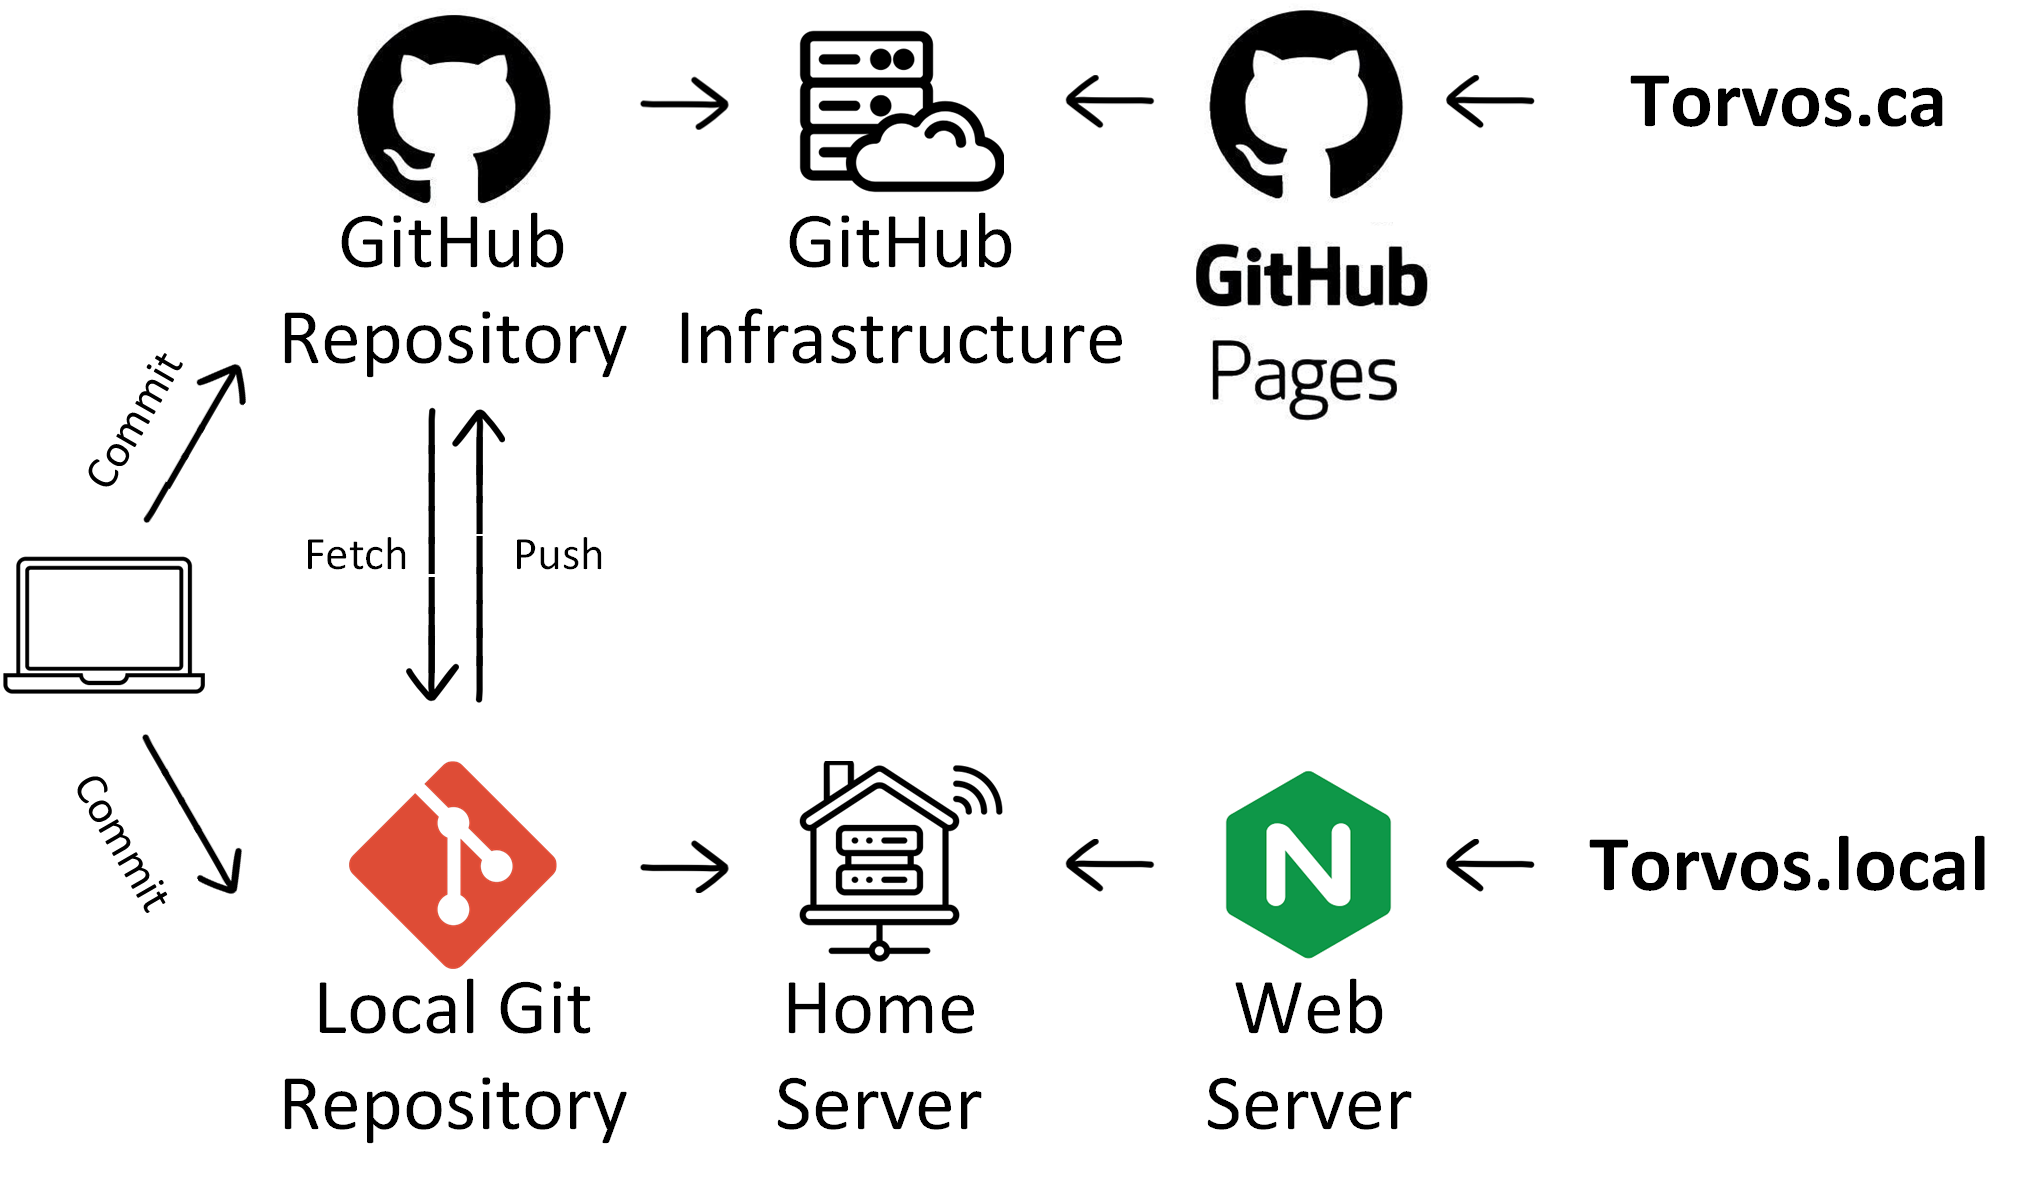 GitHub
Repository
GitHub
Infrastructure
GitHub
Pages
Torvos.ca
Commit
Fetch
Push
Commit
Local Git
Repository
Home
Server
N
Web
Server
Torvos.local